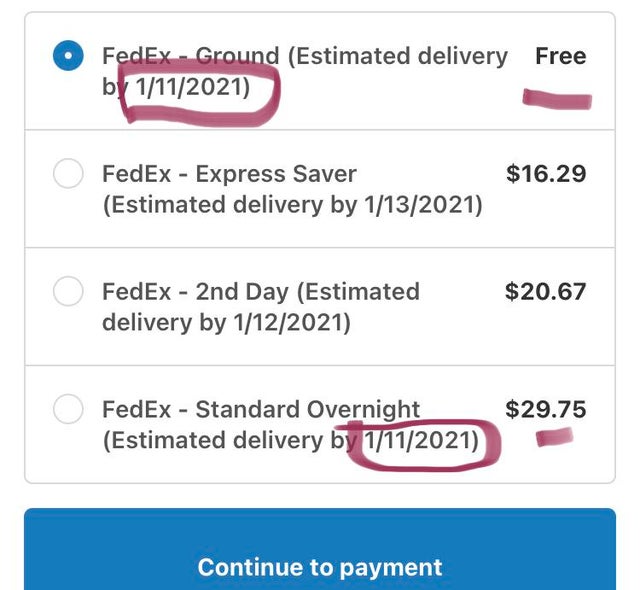 FedEx - Ground (Estimated delivery by 1/11/2021)
Free
FedEx - Express Saver
(Estimated delivery by 1/13/2021)
$16.29
FedEx - 2nd Day (Estimated
delivery by 1/12/2021)
$20.67
FedEx - Standard Overnight
(Estimated delivery by 1/11/2021)
$29.75
Continue to payment